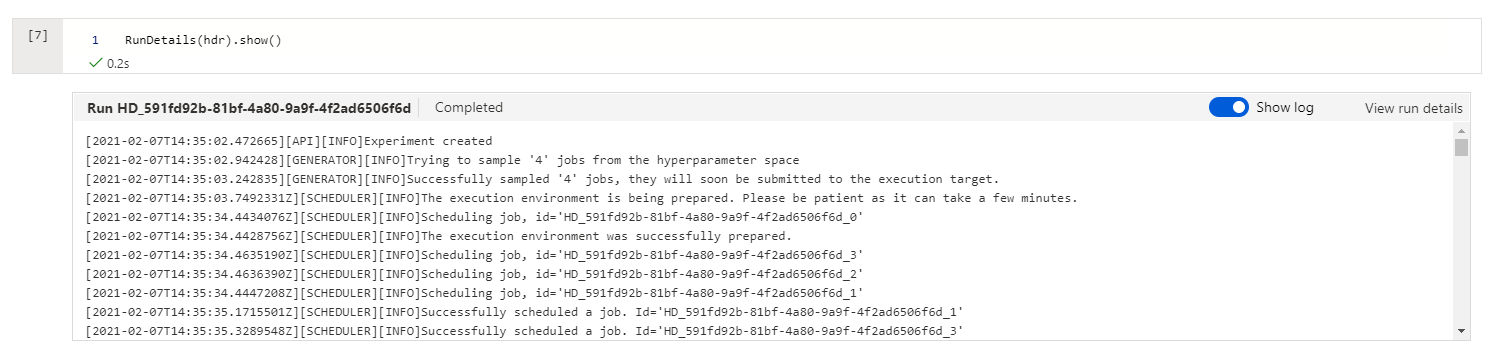 [7]
1 RunDetails(hdr).show()
0.2s
Run HD_591fd92b-81bf-4a80-9a9f-4f2ad6506f6d Completed Show log View run details
[2021-02-07T14:35:02.472665][API][INFO]Experiment created
[2021-02-07T14:35:02.942428][GENERATOR][INFO]Trying to sample '4' jobs from the hyperparameter space
[2021-02-07T14:35:03.242835][GENERATOR][INFO]Successfully sampled '4' jobs, they will soon be submitted to the execution target.
[2021-02-07T14:35:03.7492331Z][SCHEDULER][INFO]The execution environment is being prepared. Please be patient as it can take a few minutes.
[2021-02-07T14:35:34.4434076Z][SCHEDULER][INFO]Scheduling job, id='HD_591fd92b-81bf-4a80-9a9f-4f2ad6506f6d_0'
[2021-02-07T14:35:34.4428756Z][SCHEDULER][INFO]The execution environment was successfully prepared.
[2021-02-07T14:35:34.4635190Z][SCHEDULER][INFO]Scheduling job, id='HD_591fd92b-81bf-4a80-9a9f-4f2ad6506f6d_3'
[2021-02-07T14:35:34.4636390Z][SCHEDULER][INFO]Scheduling job, id='HD_591fd92b-81bf-4a80-9a9f-4f2ad6506f6d_2'
[2021-02-07T14:35:34.4447208Z][SCHEDULER][INFO]Scheduling job, id='HD_591fd92b-81bf-4a80-9a9f-4f2ad6506f6d_1'
[2021-02-07T14:35:35.1715501Z][SCHEDULER][INFO]Successfully scheduled a job. Id='HD_591fd92b-81bf-4a80-9a9f-4f2ad6506f6d_1'
[2021-02-07T14:35:35.3289548Z][SCHEDULER][INFO]Successfully scheduled a job. Id='HD_591fd92b-81bf-4a80-9a9f-4f2ad6506f6d_3'